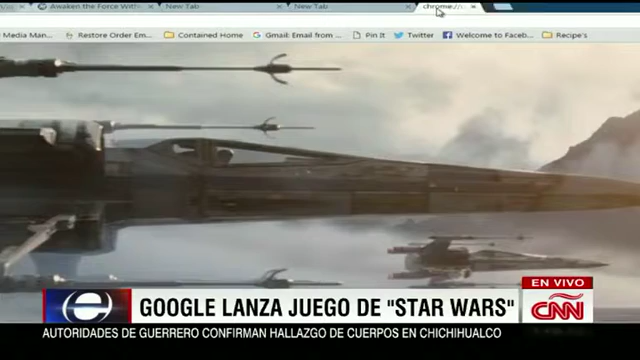 Awaken the Force With
New Tab
New Tab
chrome://
Media Man...
Restore Order Em...
Contained Home
Gmail: Email from ...
Pin It
Twitter
Welcome to Faceb...
Recipe's
EN VIVO
GOOGLE LANZA JUEGO DE "STAR WARS"
CNN
AUTORIDADES DE GUERRERO CONFIRMAN HALLAZGO DE CUERPOS EN CHICHIHUALCO